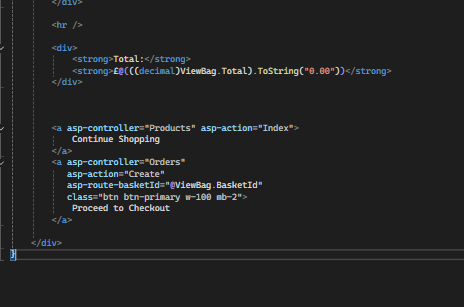 </div>
<hr />
<div>
<strong>Total:</strong>
<strong>£@(((decimal)ViewBag.Total).ToString("0.00"))</strong>
</div>
<a asp-controller="Products" asp-action="Index">
Continue Shopping
</a>
<a asp-controller="Orders"
asp-action="Create"
asp-route-basketId="@ViewBag.BasketId"
class="btn btn-primary w-100 mb-2">
Proceed to Checkout
</a>
</div>
}